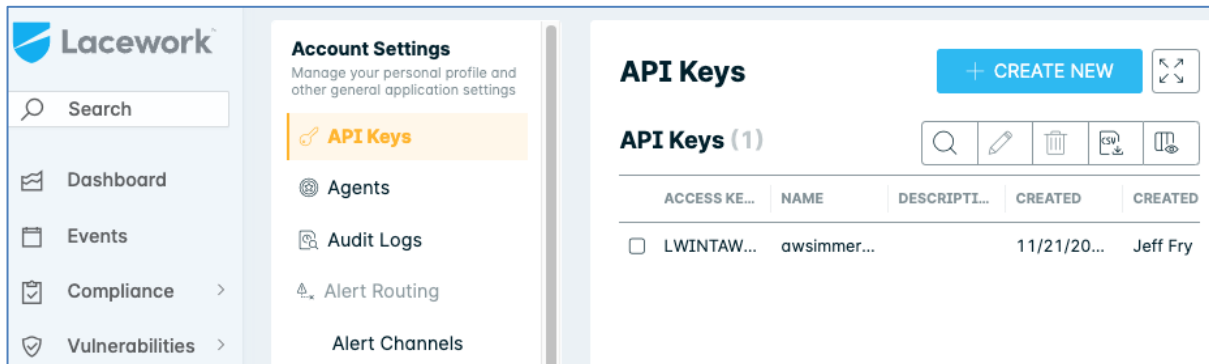 Lacework
Search
Dashboard
Events
Compliance
Vulnerabilities
Account Settings
Manage your personal profile and
other general application settings
API Keys
Agents
Audit Logs
Alert Routing
Alert Channels
API Keys
+ CREATE NEW
API Keys (1)
CSV
ACCESS KE... NAME DESCRIPTI... CREATED CREATED
LWINTAW... awsimmer... 11/21/20... Jeff Fry